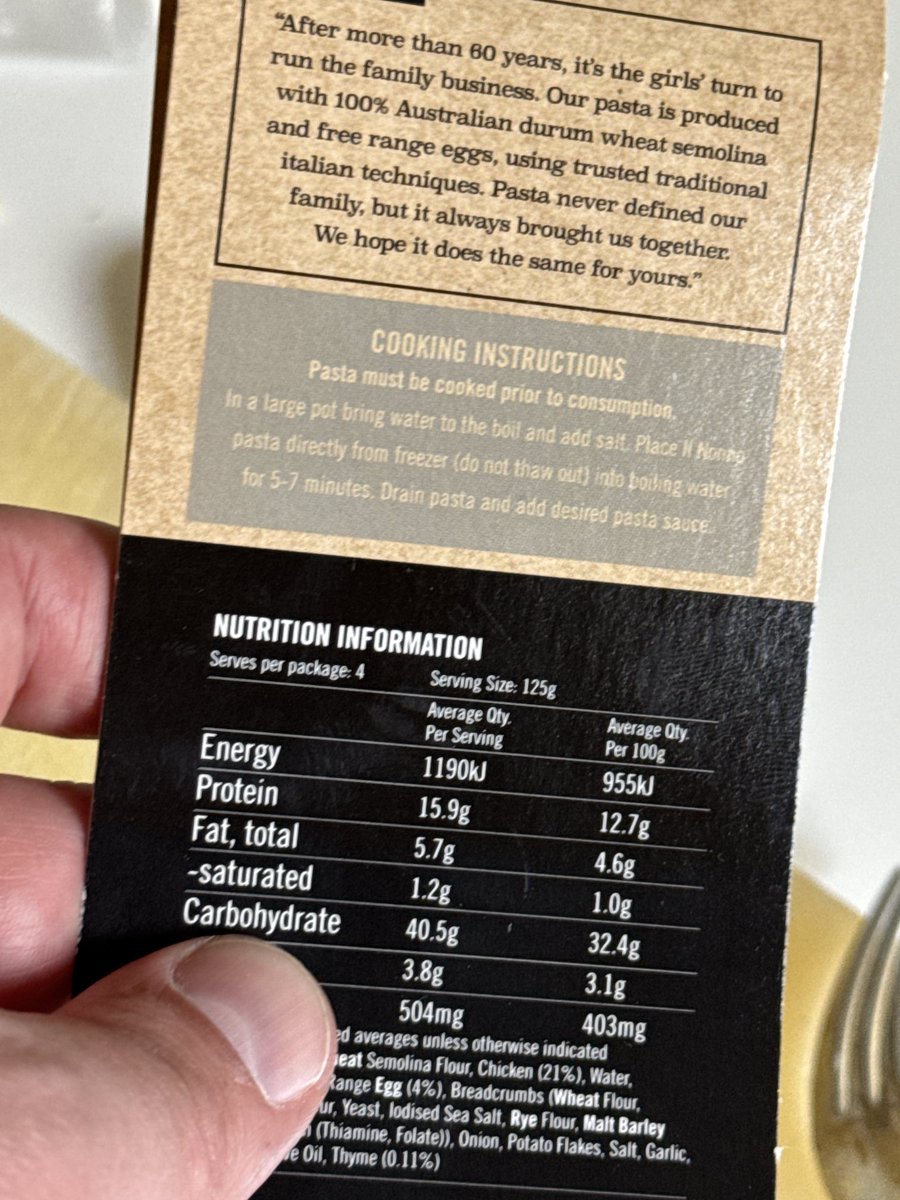 “After more than 60 years, it’s the girls’ turn to
run the family business. Our pasta is produced
with 100% Australian durum wheat semolina
and free range eggs, using trusted traditional
italian techniques. Pasta never defined our
family, but it always brought us together.
We hope it does the same for yours.”
COOKING INSTRUCTIONS
Pasta must be cooked prior to consumption.
In a large pot bring water to the boil and add salt. Place Il Nonno
pasta directly from freezer (do not thaw out) into boiling water
for 5-7 minutes. Drain pasta and add desired pasta sauce.
NUTRITION INFORMATION
Serves per package: 4 Serving Size: 125g
Average Qty. Per Serving Average Qty. Per 100g
Energy 1190kJ 955kJ
Protein 15.9g 12.7g
Fat, total 5.7g 4.6g
-saturated 1.2g 1.0g
Carbohydrate 40.5g 32.4g
3.8g 3.1g
504mg 403mg
averages unless otherwise indicated
Semolina Flour, Chicken (21%), Water,
Range Egg (4%), Breadcrumbs (Wheat Flour,
Yeast, Iodised Sea Salt, Rye Flour, Malt Barley
(Thiamine, Folate)), Onion, Potato Flakes, Salt, Garlic,
Oil, Thyme (0.11%)